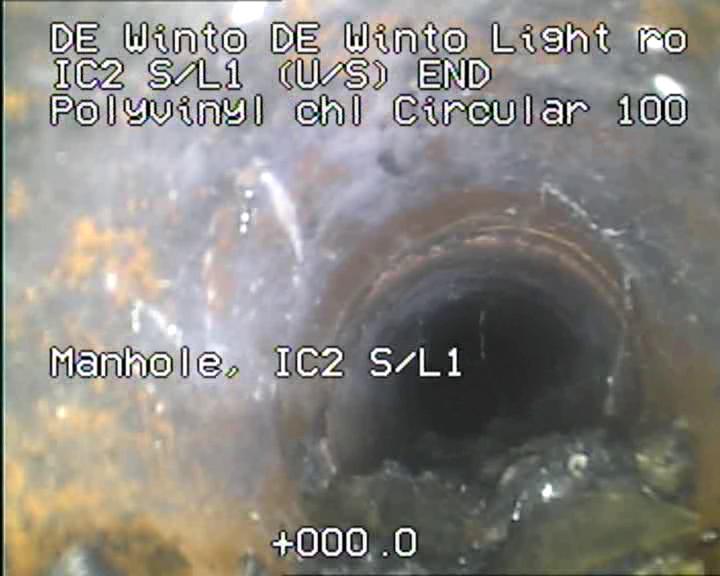 DE Winto DE Winto Light ro
IC2 S/L1 (U/S) END
Polyvinyl chl Circular 100
Manhole, IC2 S/L1
+000.0